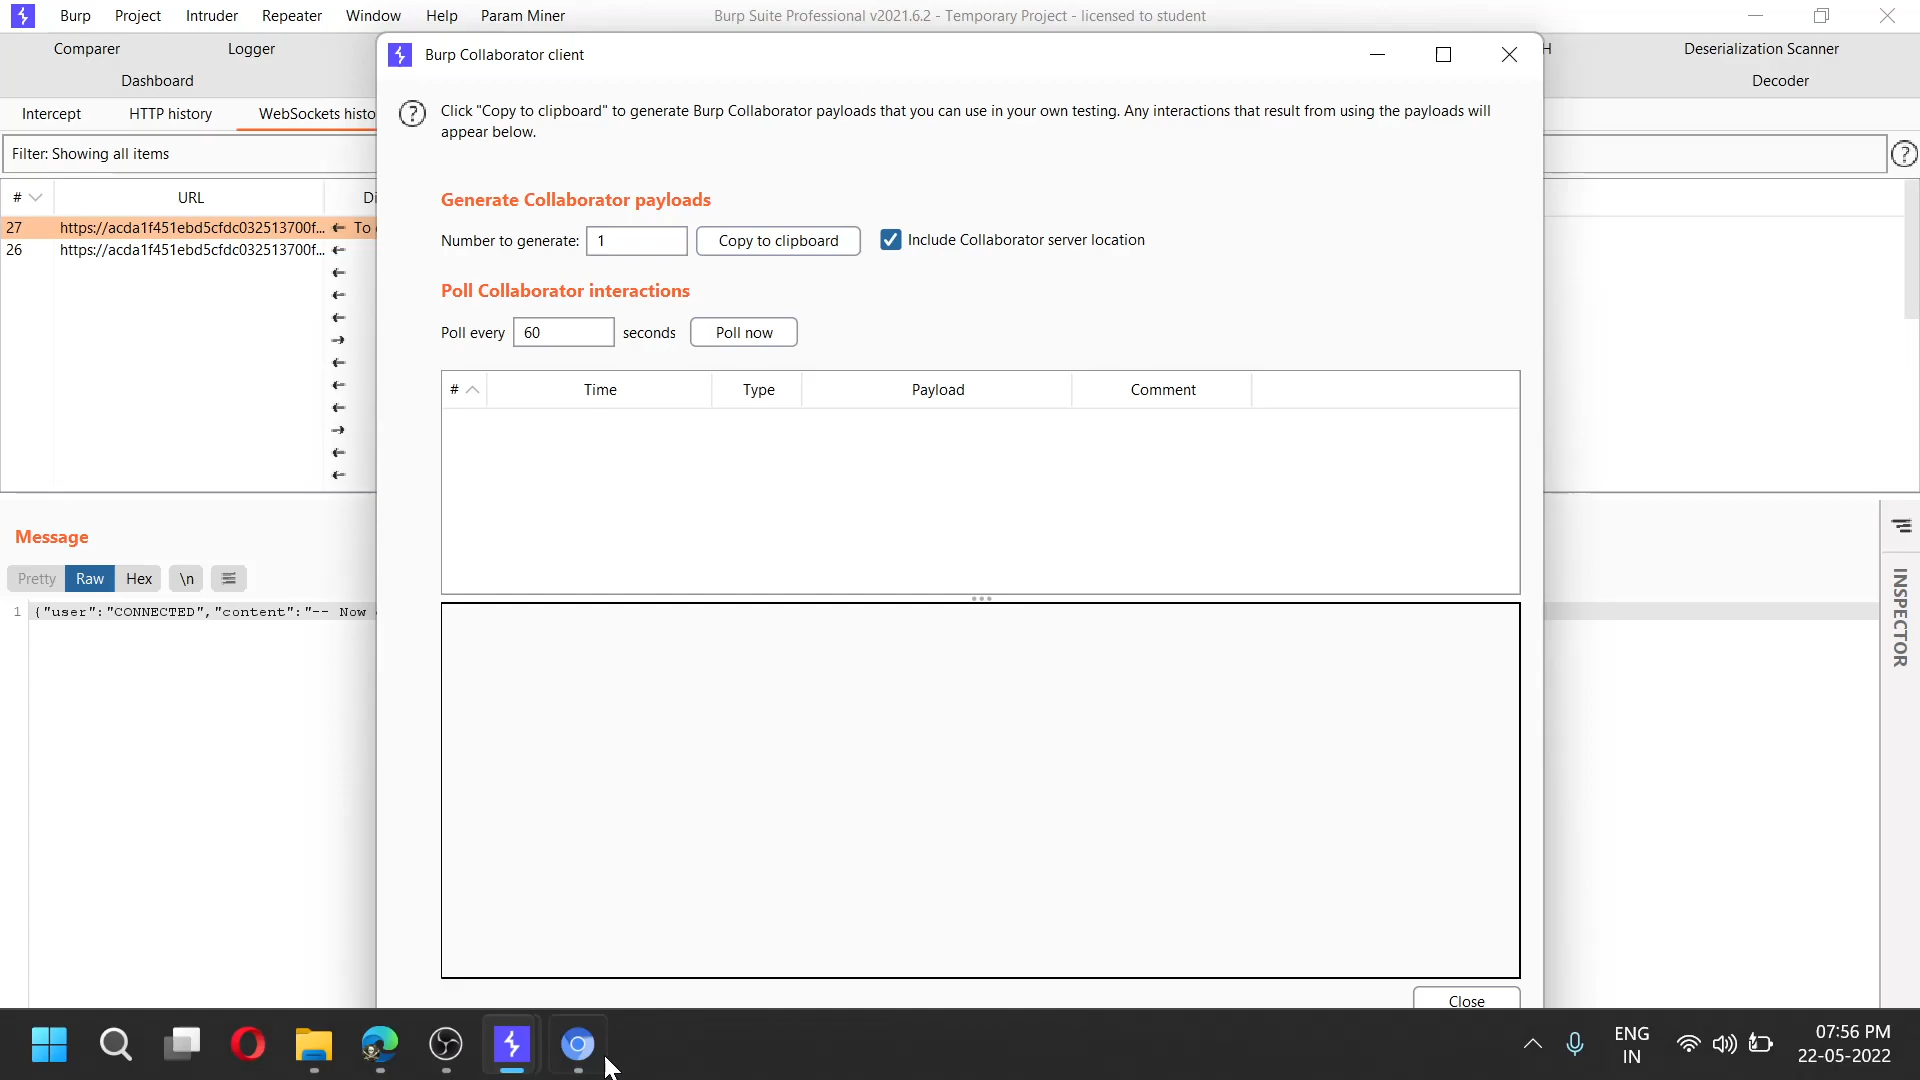 Burp Project Intruder Repeater Window Help Param Miner Burp Suite Professional v2021.6.2 - Temporary Project - licensed to student
Comparer Logger H Deserialization Scanner
Dashboard Decoder
Intercept HTTP history WebSockets histo
Filter: Showing all items
# URL Di
27 https://acda1f451ebd5cfdc032513700f... To
26 https://acda1f451ebd5cfdc032513700f...
Message
Pretty Raw Hex \n
1 {"user":"CONNECTED","content":"-- Now
INSPECTOR
Burp Collaborator client
Click "Copy to clipboard" to generate Burp Collaborator payloads that you can use in your own testing. Any interactions that result from using the payloads will
appear below.
Generate Collaborator payloads
Number to generate: 1 Copy to clipboard Include Collaborator server location
Poll Collaborator interactions
Poll every 60 seconds Poll now
# Time Type Payload Comment
Close
ENG
IN
07:56 PM
22-05-2022